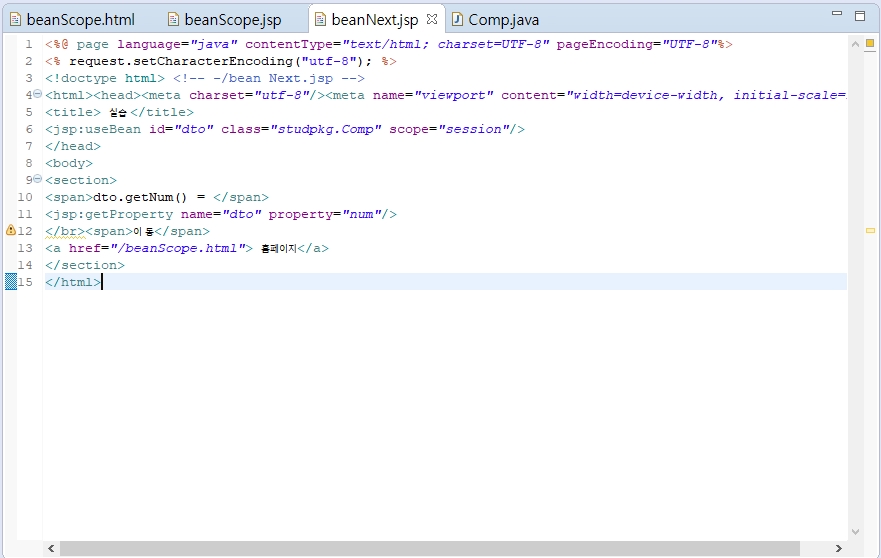 beanScope.html beanScope.jsp beanNext.jsp Comp.java
1 <%@ page language="java" contentType="text/html; charset=UTF-8" pageEncoding="UTF-8"%>
2 <% request.setCharacterEncoding("utf-8"); %>
3 <!doctype html> <!-- ~/bean Next.jsp -->
4 <html><head><meta charset="utf-8"/><meta name="viewport" content="width=device-width, initial-scale=
5 <title> 실습</title>
6 <jsp:useBean id="dto" class="studpkg.Comp" scope="session"/>
7 </head>
8 <body>
9 <section>
10 <span>dto.getNum() = </span>
11 <jsp:getProperty name="dto" property="num"/>
12 </br><span>이동</span>
13 <a href="/beanScope.html"> 홈페이지</a>
14 </section>
15 </html>